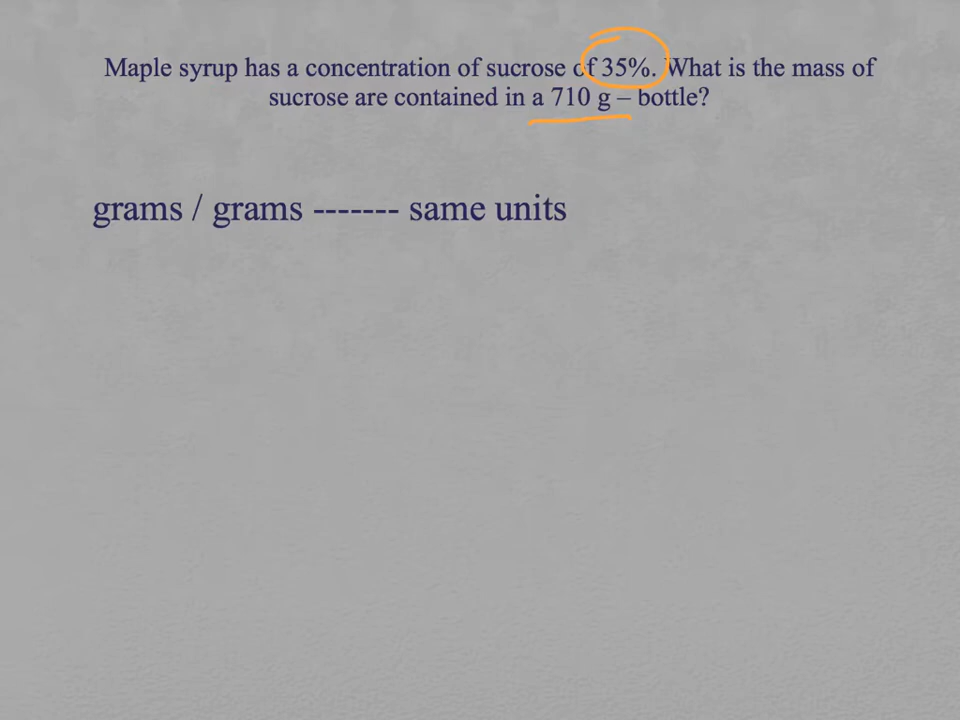 Maple syrup has a concentration of sucrose of 35%. What is the mass of
sucrose are contained in a 710 g – bottle?
grams / grams ------- same units